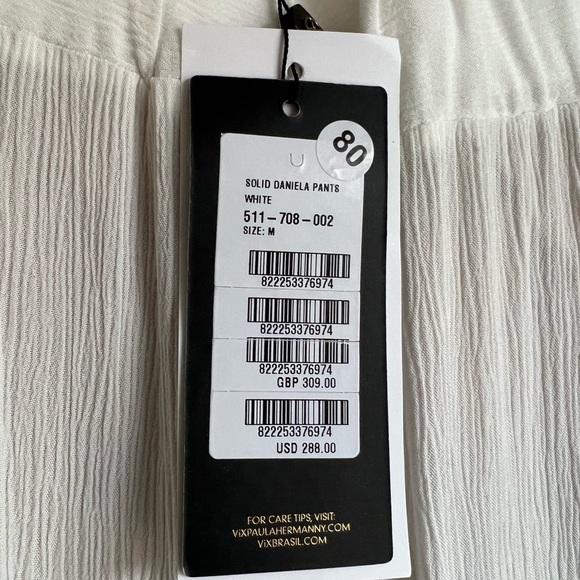 80
SOLID DANIELA PANTS
WHITE
511-708-002
SIZE: M
822253376974
822253376974
822253376974
GBP 309.00
822253376974
USD 288.00
FOR CARE TIPS, VISIT:
ViXPAULAHERMANNY.COM
ViXBRASIL.COM